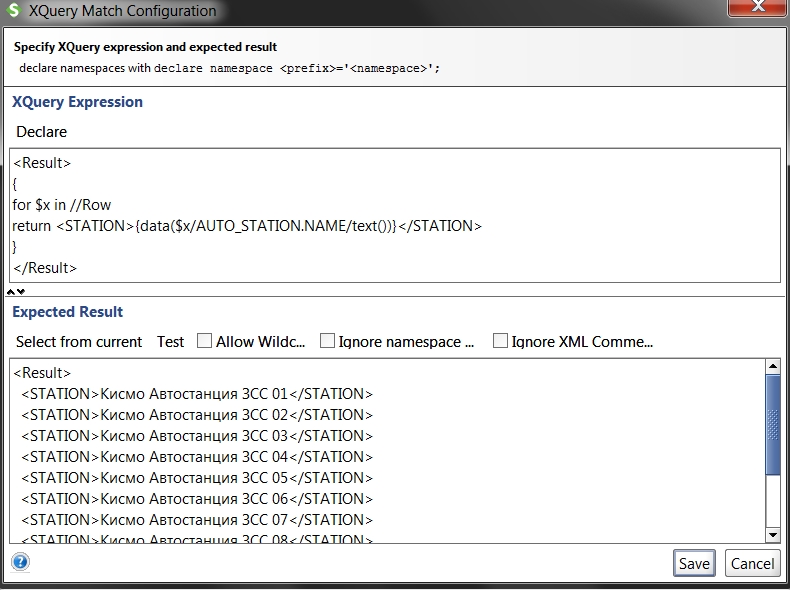 XQuery Match Configuration
Specify XQuery expression and expected result
declare namespaces with declare namespace <prefix>='<namespace>';
XQuery Expression
Declare
<Result>
{
for $x in //Row
return <STATION>{data($x/AUTO_STATION.NAME/text())}</STATION>
}
</Result>
Expected Result
Select from current Test Allow Wildc... Ignore namespace ... Ignore XML Comme...
<Result>
<STATION>Кисмо Автостанция ЗСС 01</STATION>
<STATION>Кисмо Автостанция ЗСС 02</STATION>
<STATION>Кисмо Автостанция ЗСС 03</STATION>
<STATION>Кисмо Автостанция ЗСС 04</STATION>
<STATION>Кисмо Автостанция ЗСС 05</STATION>
<STATION>Кисмо Автостанция ЗСС 06</STATION>
<STATION>Кисмо Автостанция ЗСС 07</STATION>
<STATION>Кисмо Автостанция ЗСС 08</STATION>
Save Cancel